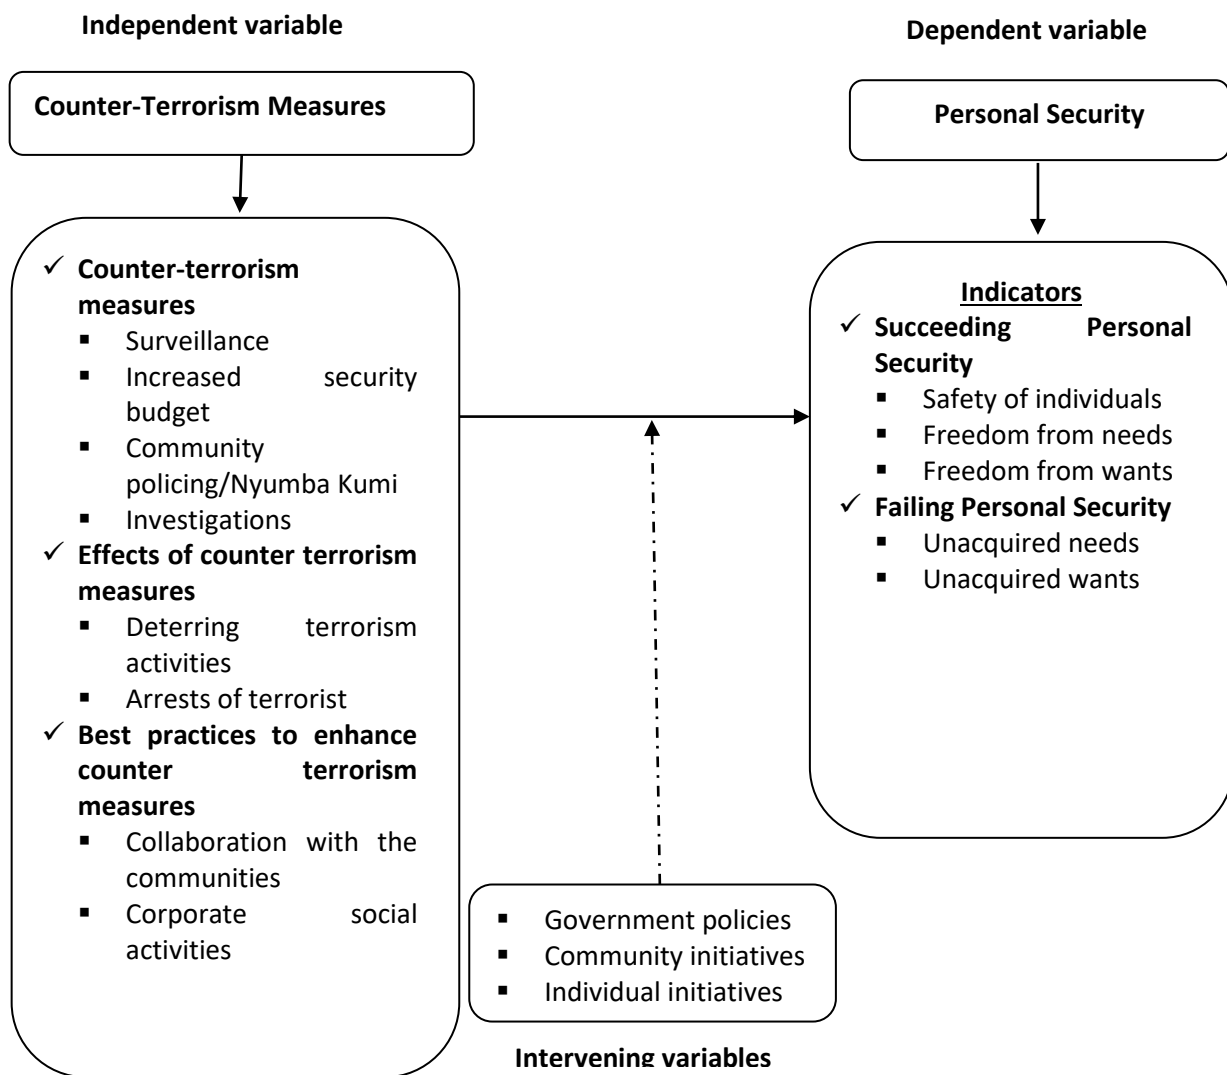 Independent variable
Dependent variable
Counter-Terrorism Measures
Personal Security
✓ Counter-terrorism
measures
▪ Surveillance
▪ Increased security
budget
▪ Community
policing/Nyumba Kumi
▪ Investigations
✓ Effects of counter terrorism
measures
▪ Deterring terrorism
activities
▪ Arrests of terrorist
✓ Best practices to enhance
counter terrorism
measures
▪ Collaboration with the
communities
▪ Corporate social
activities
Indicators
✓ Succeeding Personal
Security
▪ Safety of individuals
▪ Freedom from needs
▪ Freedom from wants
✓ Failing Personal Security
▪ Unacquired needs
▪ Unacquired wants
▪ Government policies
▪ Community initiatives
▪ Individual initiatives
Intervening variables